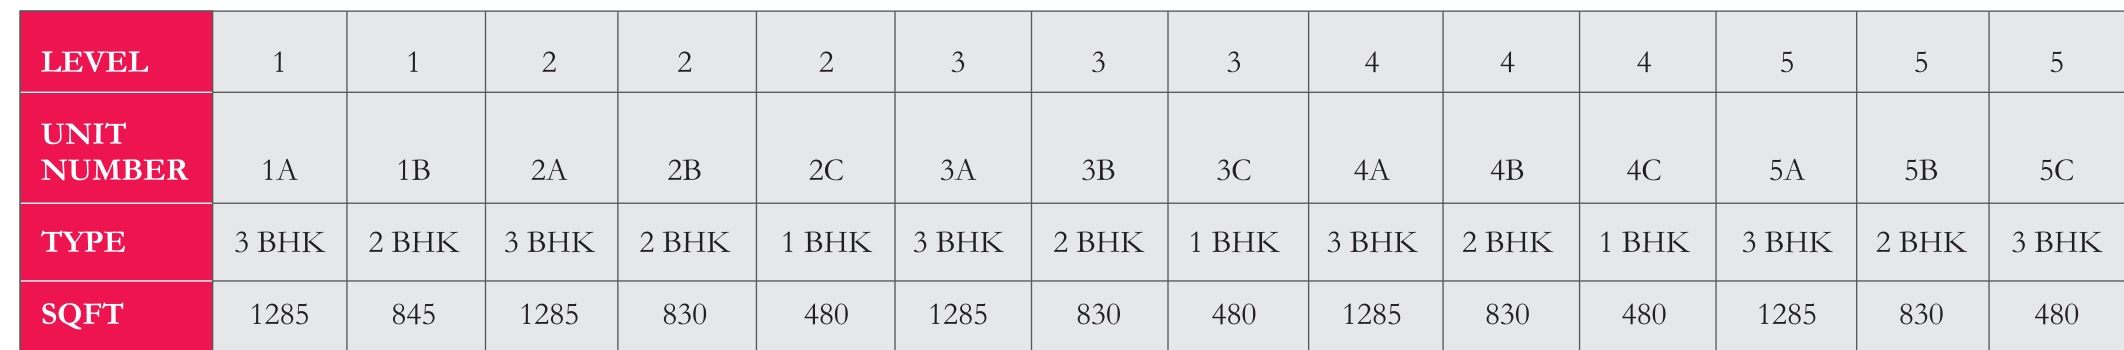 LEVEL 1 1 2 2 2 3 3 3 4 4 4 5 5 5
UNIT
NUMBER 1A 1B 2A 2B 2C 3A 3B 3C 4A 4B 4C 5A 5B 5C
TYPE 3 BHK 2 BHK 3 BHK 2 BHK 1 BHK 3 BHK 2 BHK 1 BHK 3 BHK 2 BHK 1 BHK 3 BHK 2 BHK 3 BHK
SQFT 1285 845 1285 830 480 1285 830 480 1285 830 480 1285 830 480